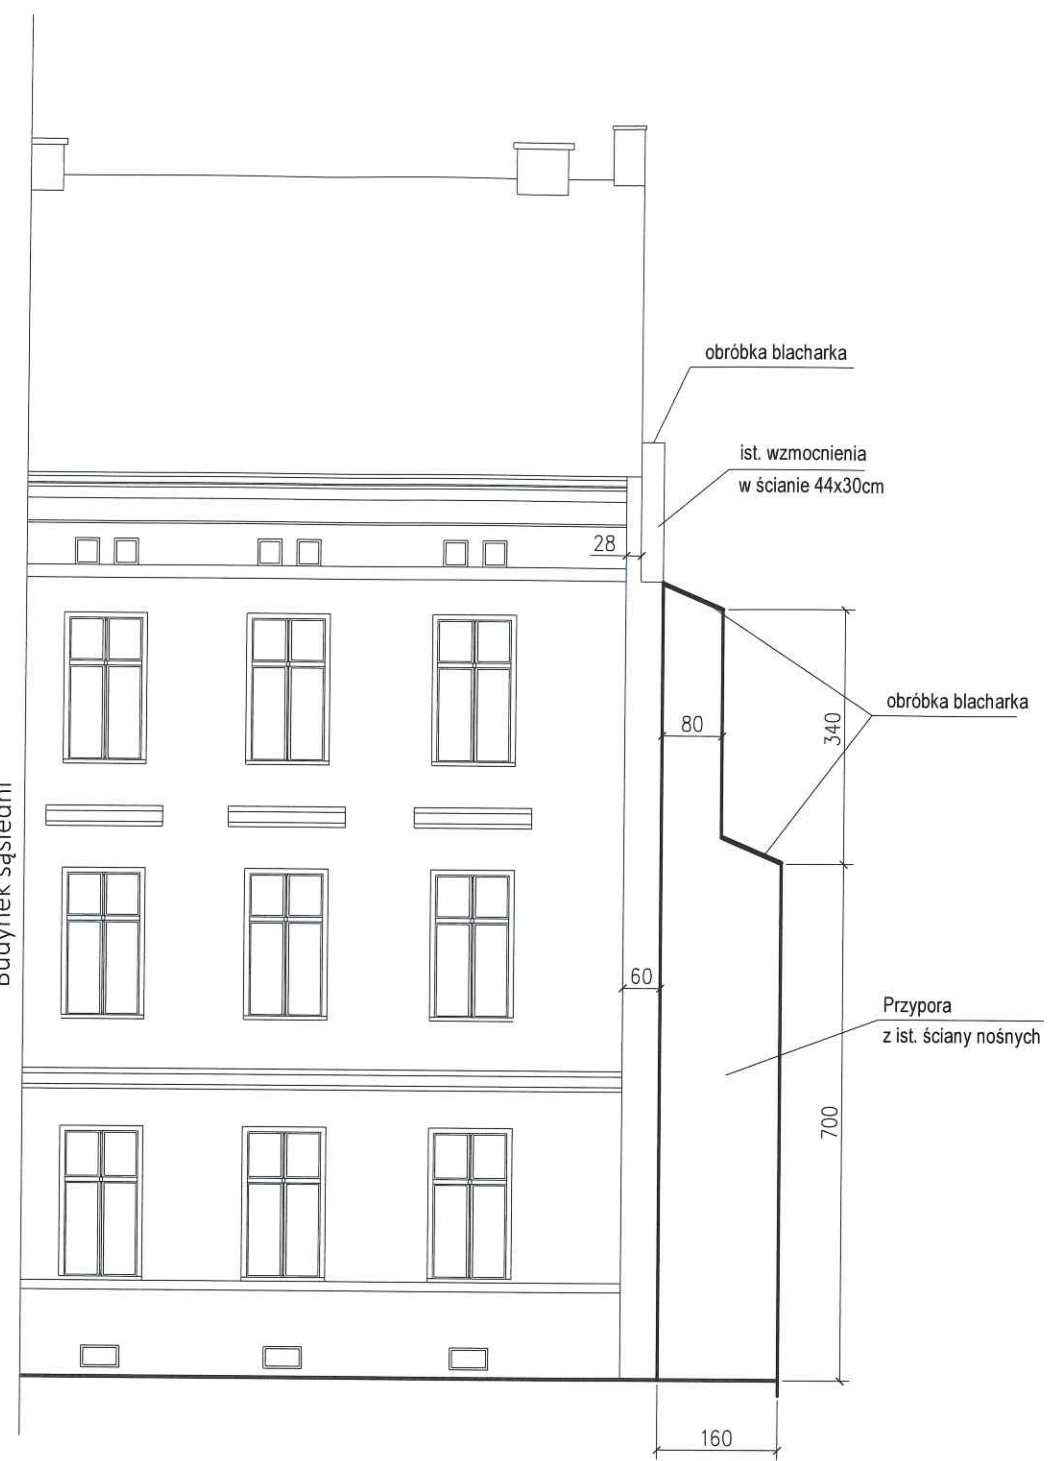 obróbka blacharka
ist. wzmocnienia
w ścianie 44x30cm
28
obróbka blacharka
80
340
Budynek sąsiedni
60
Przypora
z ist. ściany nośnych
700
160